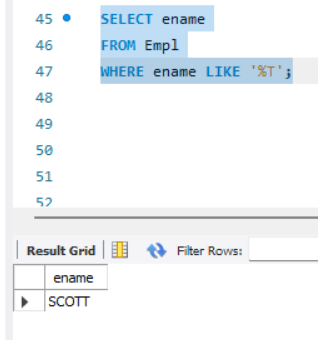 45 SELECT ename
46 FROM Empl
47 WHERE ename LIKE '%T';
48
49
50
51
52
Result Grid Filter Rows:
ename
SCOTT